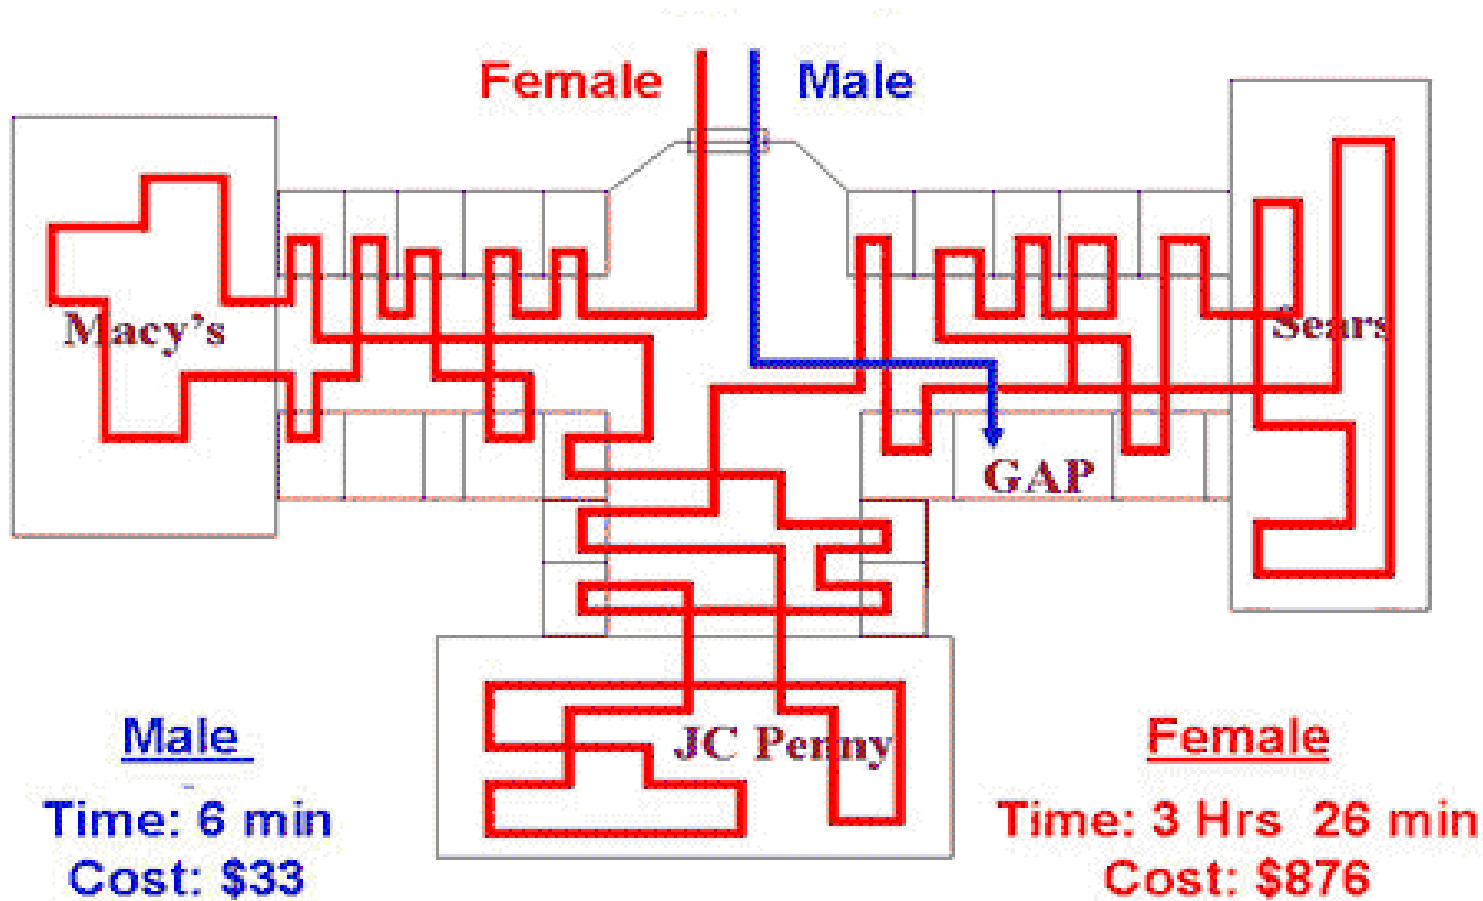 Female
Male
Macy's
Sears
GAP
JC Penny
Male
Time: 6 min
Cost: $33
Female
Time: 3 Hrs 26 min
Cost: $876